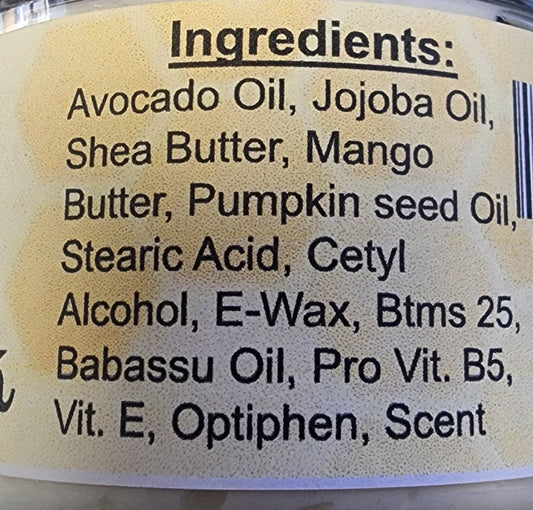 Ingredients:
Avocado Oil, Jojoba Oil,
Shea Butter, Mango
Butter, Pumpkin seed Oil,
Stearic Acid, Cetyl
Alcohol, E-Wax, Btms 25,
Babassu Oil, Pro Vit. B5,
Vit. E, Optiphen, Scent